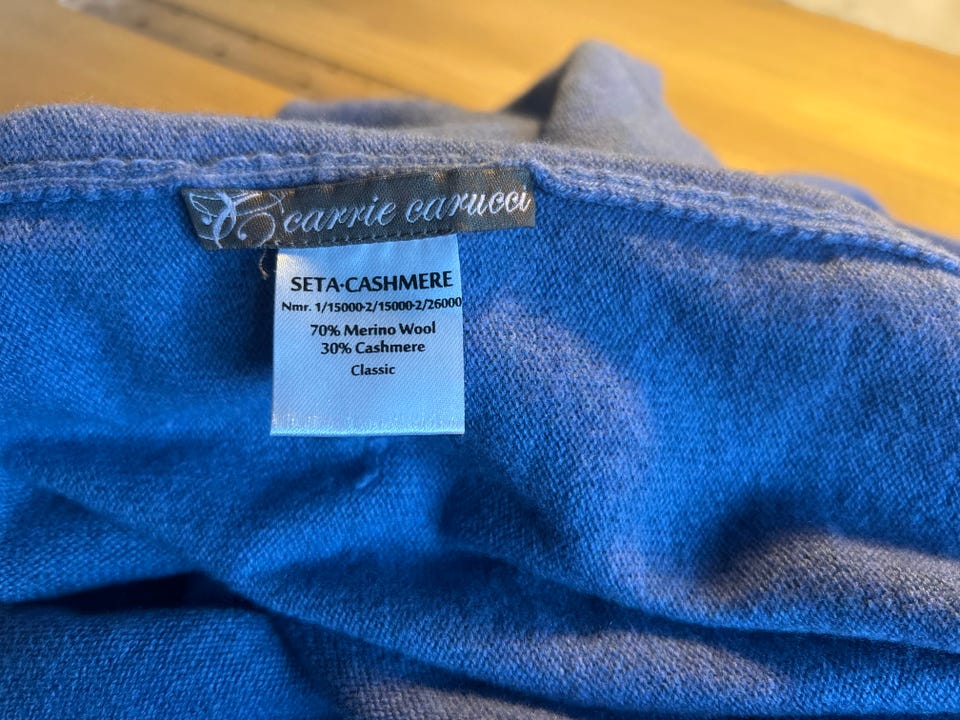 carrie carucci
SETA-CASHMERE
Nmr. 1/15000-2/15000-2/26000
70% Merino Wool
30% Cashmere
Classic